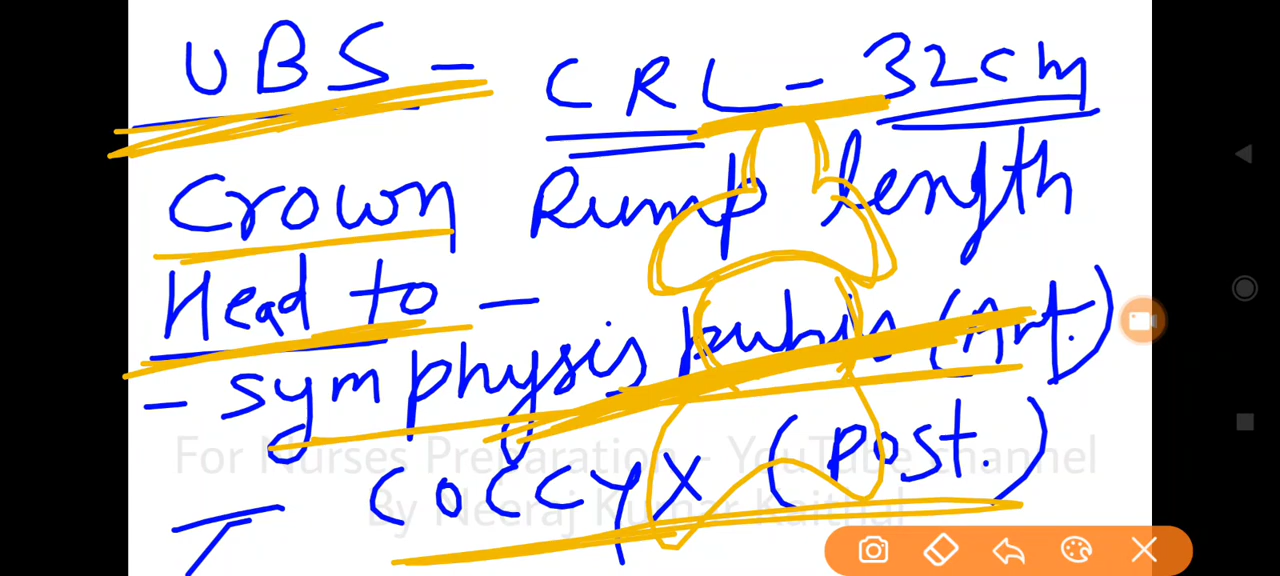 UBS - CRL - 32cm
Crown Rump length
Head to -
- symphysis pubis (Ant.)
For Nurses Preparation - YouTube channel
coccyx (post.)
By Neeraj Kumar Kaithal